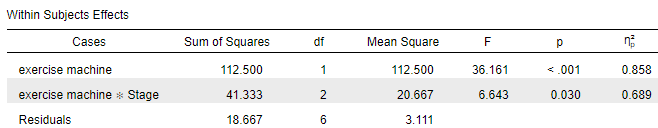 Within Subjects Effects
Cases Sum of Squares df Mean Square F p η²p
exercise machine 112.500 1 112.500 36.161 < .001 0.858
exercise machine ✻ Stage 41.333 2 20.667 6.643 0.030 0.689
Residuals 18.667 6 3.111